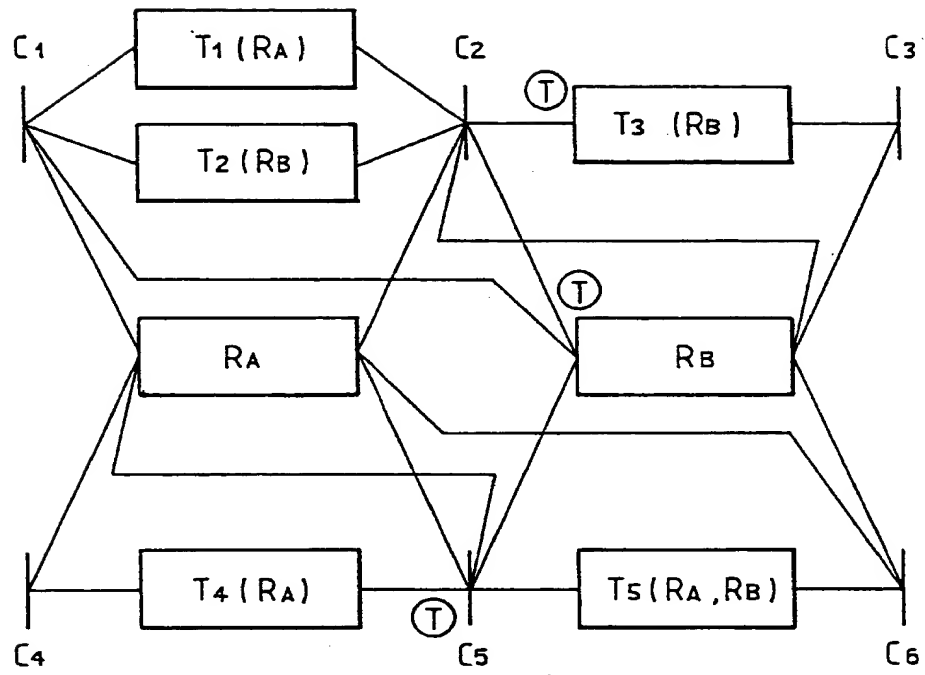 C1
T1 (RA)
C2
C3
T
T3 (RB)
T2 (RB)
T
RA
RB
T4 (RA)
T5 (RA, RB)
T
C4
C5
C6